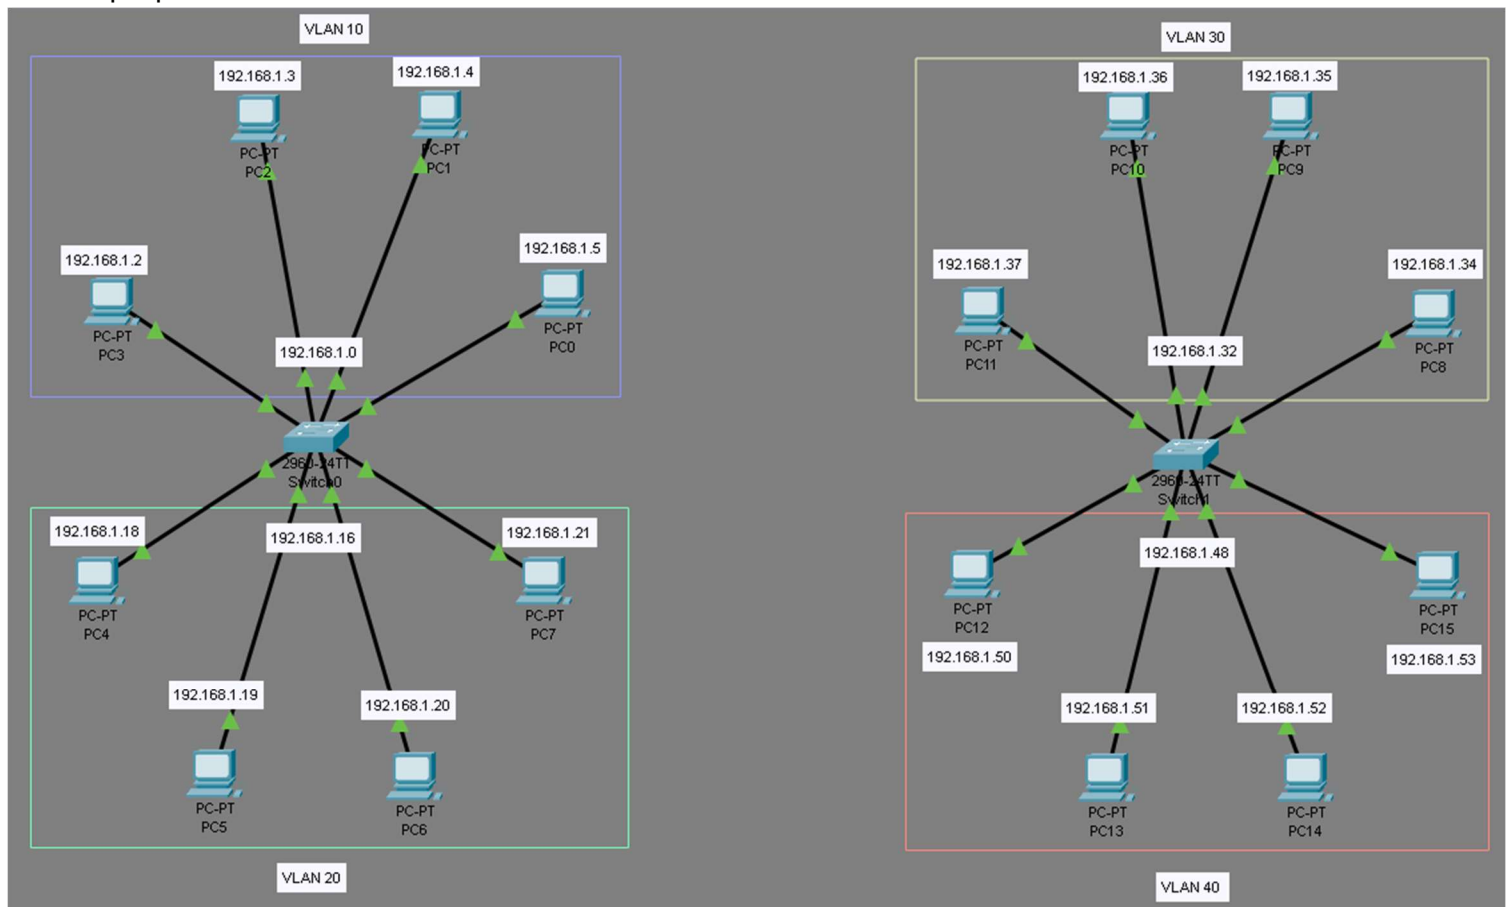 VLAN 10
VLAN 30
192.168.1.3
192.168.1.4
PC-PT
PC2
PC-PT
PC1
192.168.1.36
192.168.1.35
PC-PT
PC10
PC-PT
PC9
192.168.1.2
192.168.1.5
PC-PT
PC3
PC-PT
PC0
192.168.1.0
192.168.1.37
192.168.1.34
PC-PT
PC11
PC-PT
PC8
192.168.1.32
2960-24TT
Switch0
2960-24TT
Switch1
192.168.1.18
192.168.1.16
192.168.1.21
PC-PT
PC4
PC-PT
PC7
192.168.1.48
PC-PT
PC12
192.168.1.50
PC-PT
PC15
192.168.1.53
192.168.1.19
192.168.1.20
PC-PT
PC5
PC-PT
PC6
192.168.1.51
192.168.1.52
PC-PT
PC13
PC-PT
PC14
VLAN 20
VLAN 40